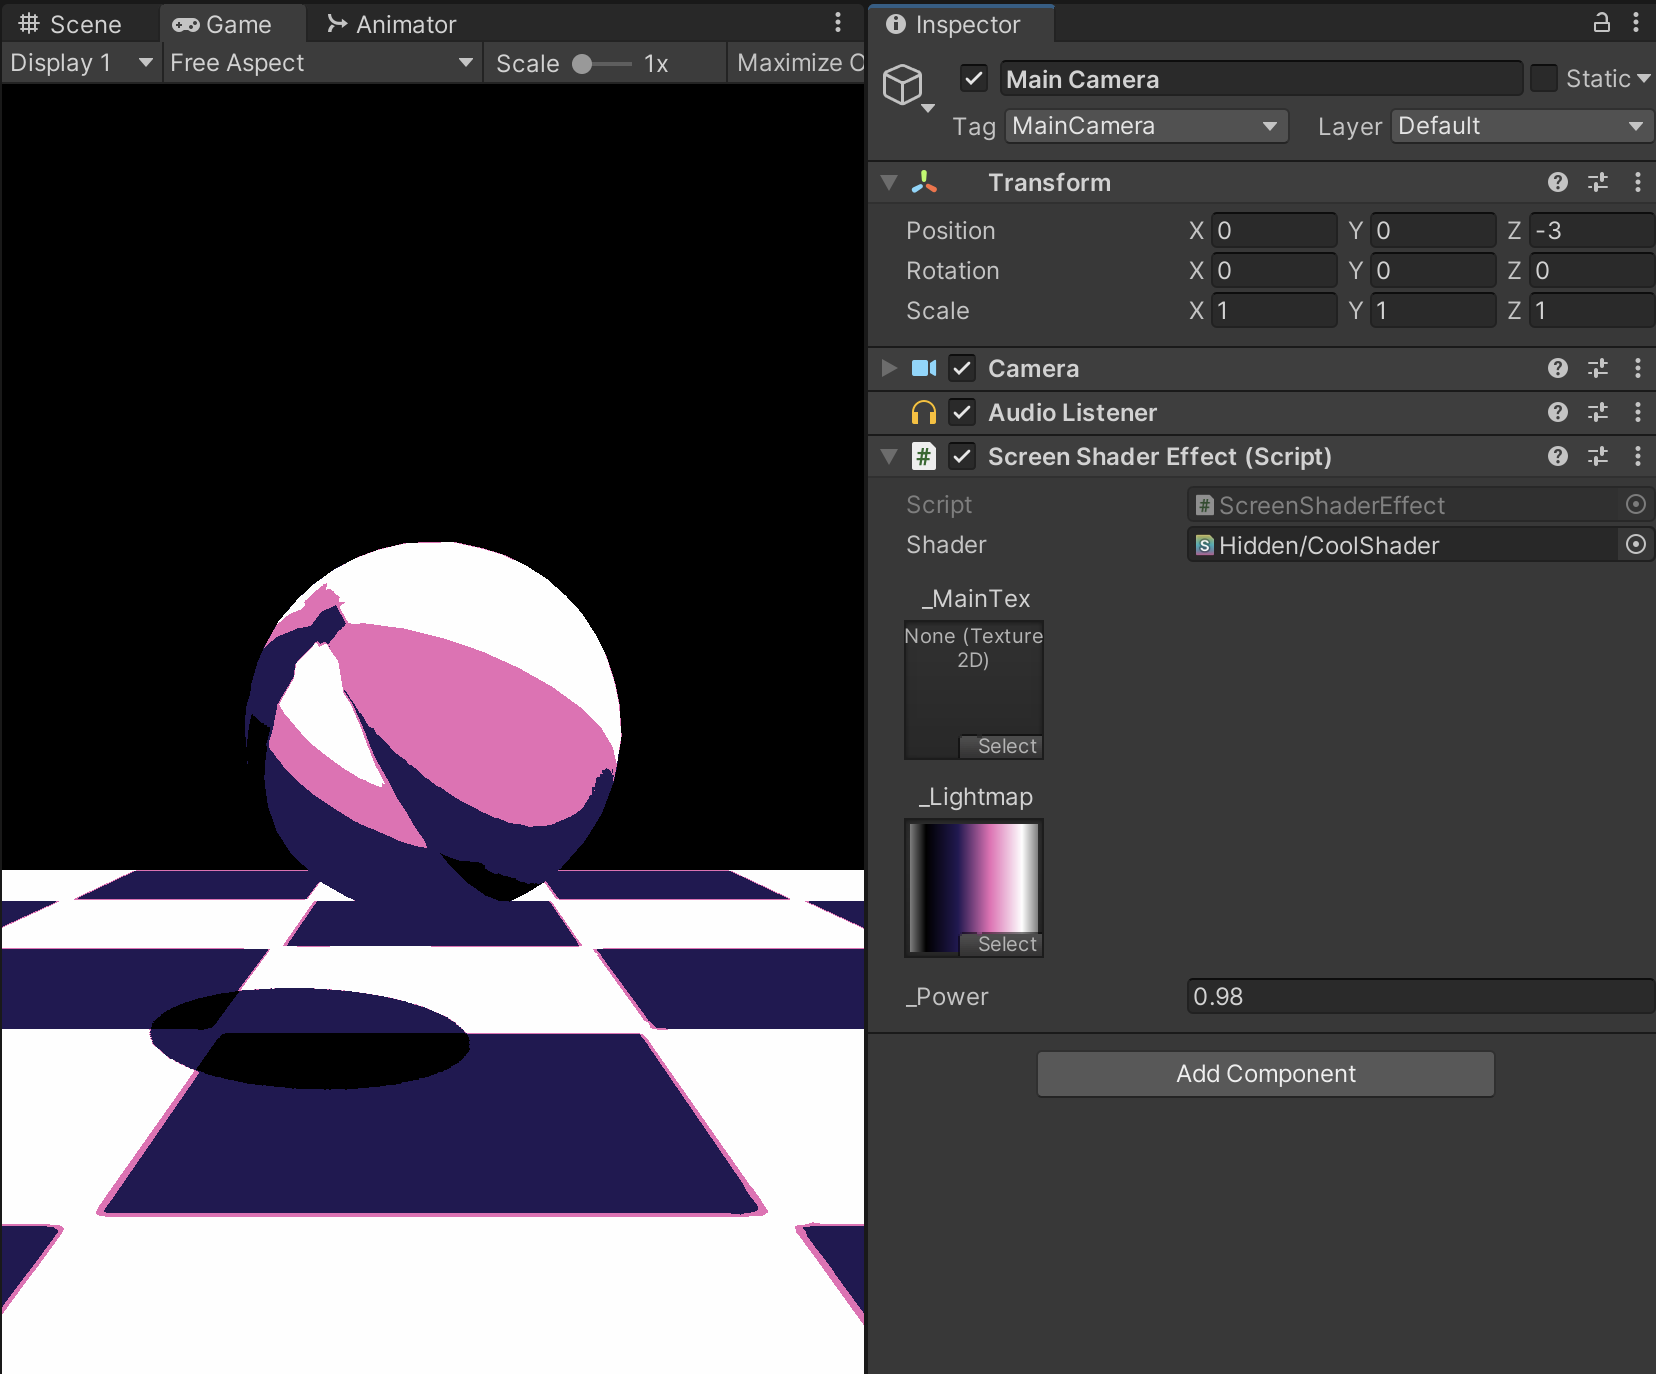 Scene
Game
Animator
Display 1
Free Aspect
Scale
1x
Maximize O
Inspector
Main Camera
Static
Tag
MainCamera
Layer
Default
Transform
Position
X 0
Y 0
Z -3
Rotation
X 0
Y 0
Z 0
Scale
X 1
Y 1
Z 1
Camera
Audio Listener
# Screen Shader Effect (Script)
Script
# ScreenShaderEffect
Shader
S Hidden/CoolShader
_MainTex
None (Texture
2D)
Select
_Lightmap
Select
_Power
0.98
Add Component